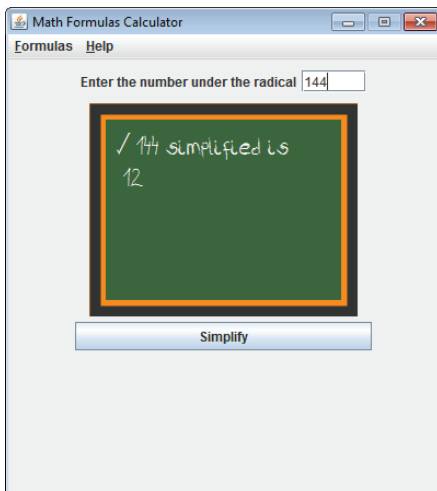 Math Formulas Calculator
Formulas Help
Enter the number under the radical 144
√ 144 simplified is
12
Simplify